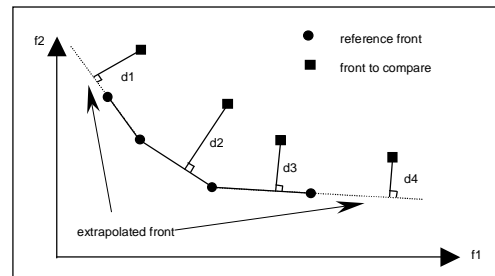 f2
reference front
front to compare
d1
d2
d3
d4
extrapolated front
f1